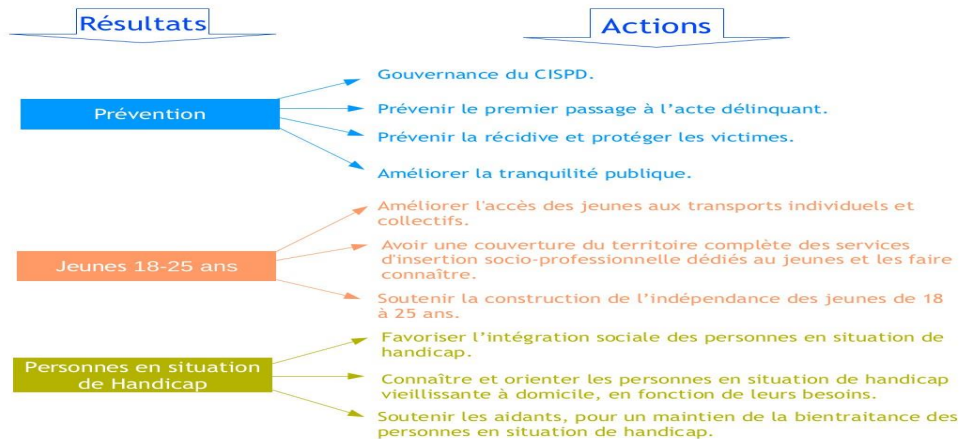 Résultats
Actions
Prévention
Gouvernance du CISPD.
Prévenir le premier passage à l’acte délinquant.
Prévenir la récidive et protéger les victimes.
Améliorer la tranquilité publique.
Jeunes 18-25 ans
Améliorer l'accès des jeunes aux transports individuels et
collectifs.
Avoir une couverture du territoire complète des services
d'insertion socio-professionnelle dédiés au jeunes et les faire
connaître.
Soutenir la construction de l’indépendance des jeunes de 18
à 25 ans.
Personnes en situation
de Handicap
Favoriser l’intégration sociale des personnes en situation de
handicap.
Connaître et orienter les personnes en situation de handicap
vieillissante à domicile, en fonction de leurs besoins.
Soutenir les aidants, pour un maintien de la bientraitance des
personnes en situation de handicap.